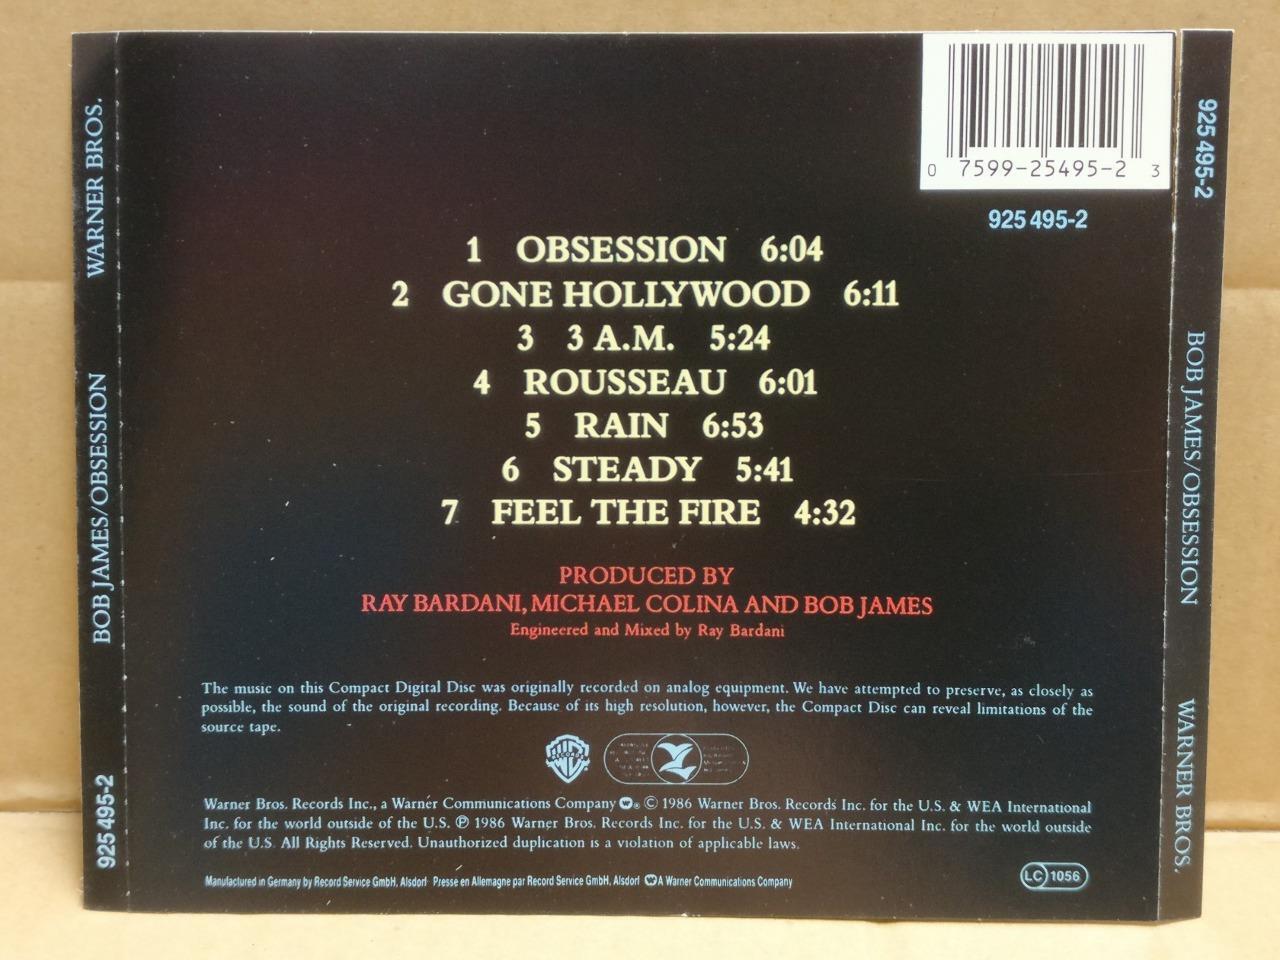 WARNER BROS.
BOB JAMES/OBSESSION
925 495-2
0 7599-25495-2 3
925 495-2
1 OBSESSION 6:04
2 GONE HOLLYWOOD 6:11
3 3 A.M. 5:24
4 ROUSSEAU 6:01
5 RAIN 6:53
6 STEADY 5:41
7 FEEL THE FIRE 4:32
PRODUCED BY
RAY BARDANI, MICHAEL COLINA AND BOB JAMES
Engineered and Mixed by Ray Bardani
The music on this Compact Digital Disc was originally recorded on analog equipment. We have attempted to preserve, as closely as
possible, the sound of the original recording. Because of its high resolution, however, the Compact Disc can reveal limitations of the
source tape.
RECORDS
Warner Bros. Records Inc., a Warner Communications Company ® © 1986 Warner Bros. Records Inc. for the U.S. & WEA International
Inc. for the world outside of the U.S. ℗ 1986 Warner Bros. Records Inc. for the U.S. & WEA International Inc. for the world outside
of the U.S. All Rights Reserved. Unauthorized duplication is a violation of applicable laws.
Manufactured in Germany by Record Service GmbH, Alsdorf Pressé en Allemagne par Record Service GmbH, Alsdorf A Warner Communications Company
LC 1056
925 495-2
BOB JAMES/OBSESSION
WARNER BROS.